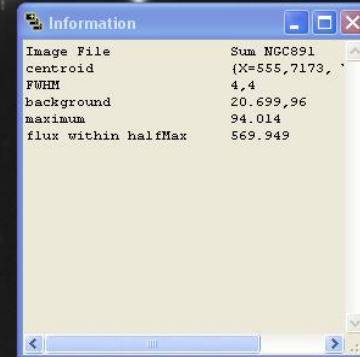 Information
Image File Sum NGC891
centroid {X=555,7173,
FWHM 4,4
background 20.699,96
maximum 94.014
flux within halfMax 569.949